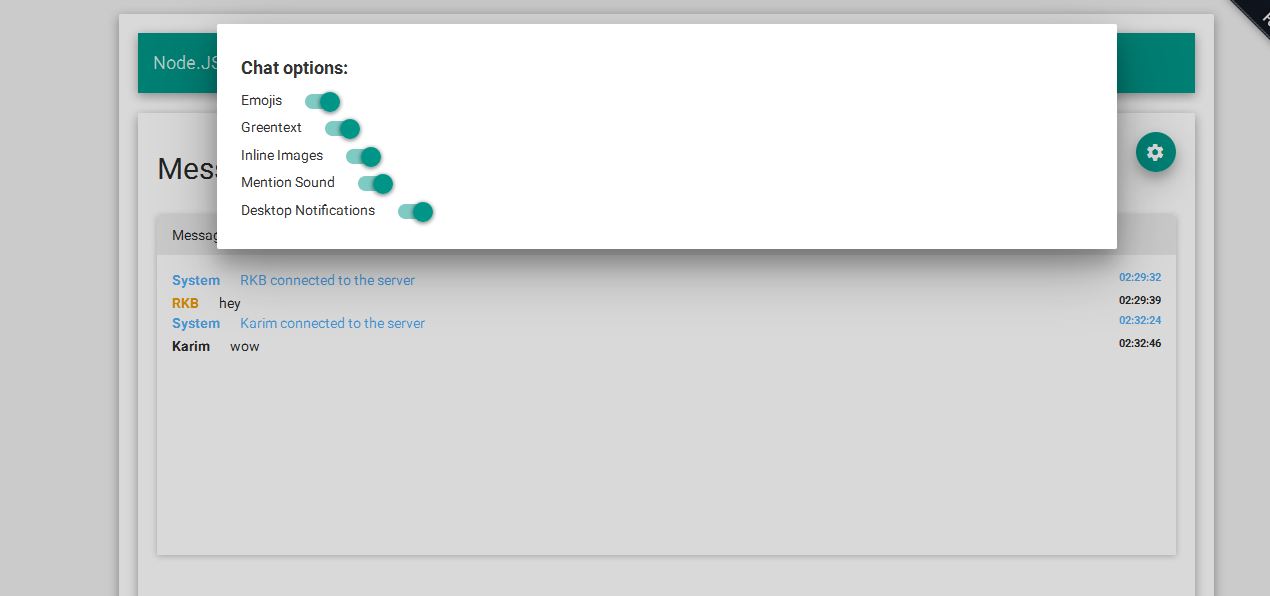 Node.JS
Chat options:
Emojis
Greentext
Inline Images
Mention Sound
Desktop Notifications
System RKB connected to the server 02:29:32
RKB hey 02:29:39
System Karim connected to the server 02:32:24
Karim wow 02:32:46